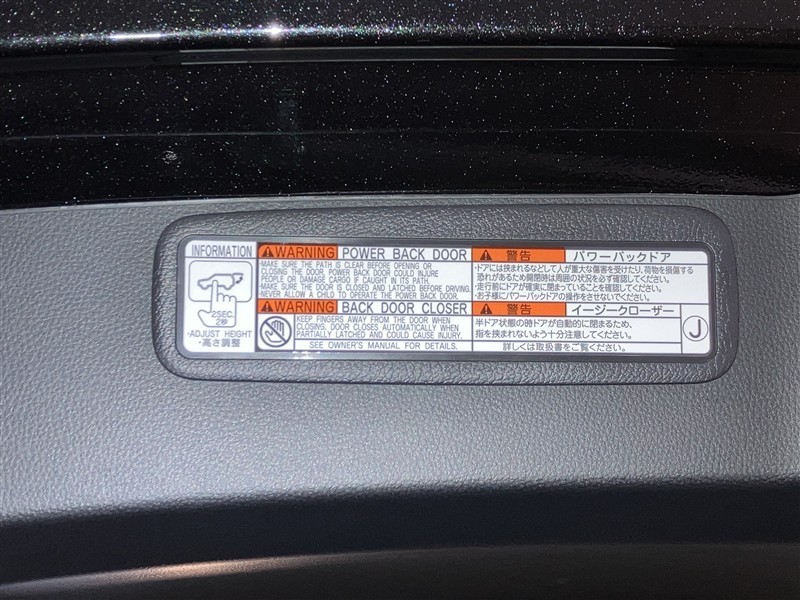 INFORMATION
2SEC.
2秒
·ADJUST HEIGHT
·高さ調整
WARNING POWER BACK DOOR
·MAKE SURE THE PATH IS CLEAR BEFORE OPENING OR
CLOSING THE DOOR. POWER BACK DOOR COULD INJURE
PEOPLE OR DAMAGE CARGO IF CAUGHT IN ITS PATH.
·MAKE SURE THE DOOR IS CLOSED AND LATCHED BEFORE DRIVING.
·NEVER ALLOW A CHILD TO OPERATE THE POWER BACK DOOR.
WARNING BACK DOOR CLOSER
KEEP FINGERS AWAY FROM THE DOOR WHEN
CLOSING. DOOR CLOSES AUTOMATICALLY WHEN
PARTIALLY LATCHED AND COULD CAUSE INJURY.
SEE OWNER'S MANUAL FOR DETAILS.
警告 パワーバックドア
·ドアには挟まれるなどして人が重大な傷害を受けたり、荷物を損傷する
恐れがあるため開閉時は周囲の状況を必ず確認してください。
·走行前にドアが確実に閉まっていることを確認してください。
·お子様にパワーバックドアの操作をさせないでください。
警告 イージークローザー
半ドア状態の時ドアが自動的に閉まるため、
指を挟まれないよう十分注意してください。
詳しくは取扱書をご覧ください。
J